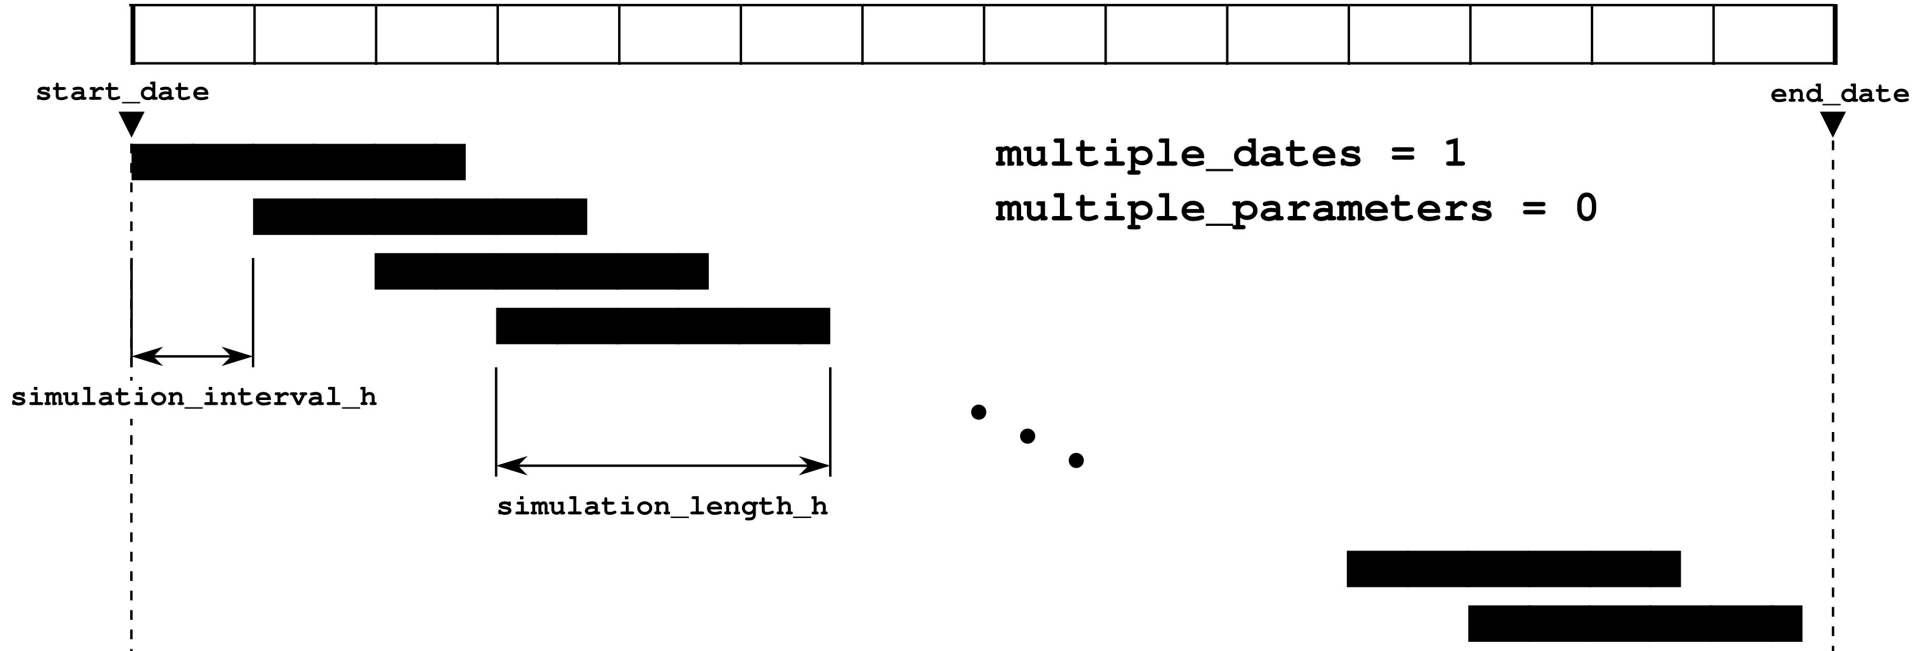 start_date
end_date
multiple_dates = 1
multiple_parameters = 0
simulation_interval_h
simulation_length_h